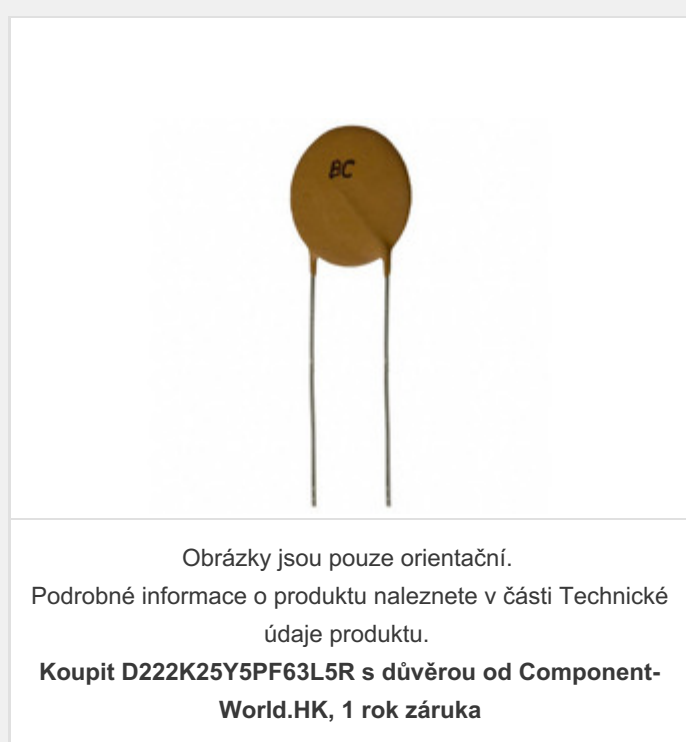 BC
Obrázky jsou pouze orientační.
Podrobné informace o produktu naleznete v části Technické
údaje produktu.
Koupit D222K25Y5PF63L5R s důvěrou od Component-
World.HK, 1 rok záruka